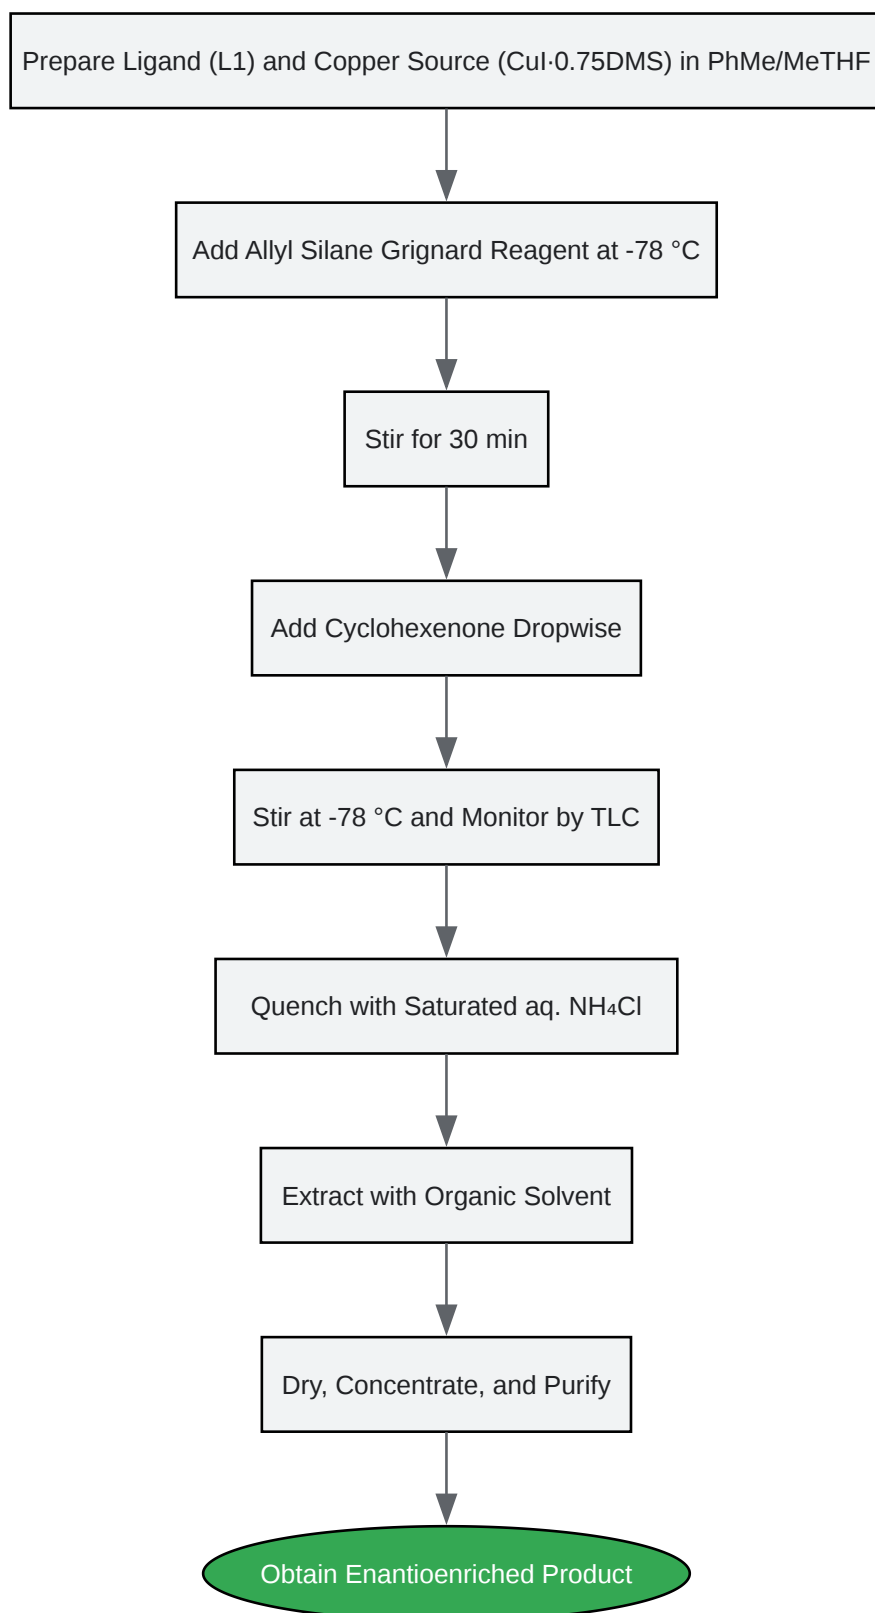 Prepare Ligand (L1) and Copper Source (CuI·0.75DMS) in PhMe/MeTHF
Add Allyl Silane Grignard Reagent at -78 °C
Stir for 30 min
Add Cyclohexenone Dropwise
Stir at -78 °C and Monitor by TLC
Quench with Saturated aq. NH₄Cl
Extract with Organic Solvent
Dry, Concentrate, and Purify
Obtain Enantioenriched Product